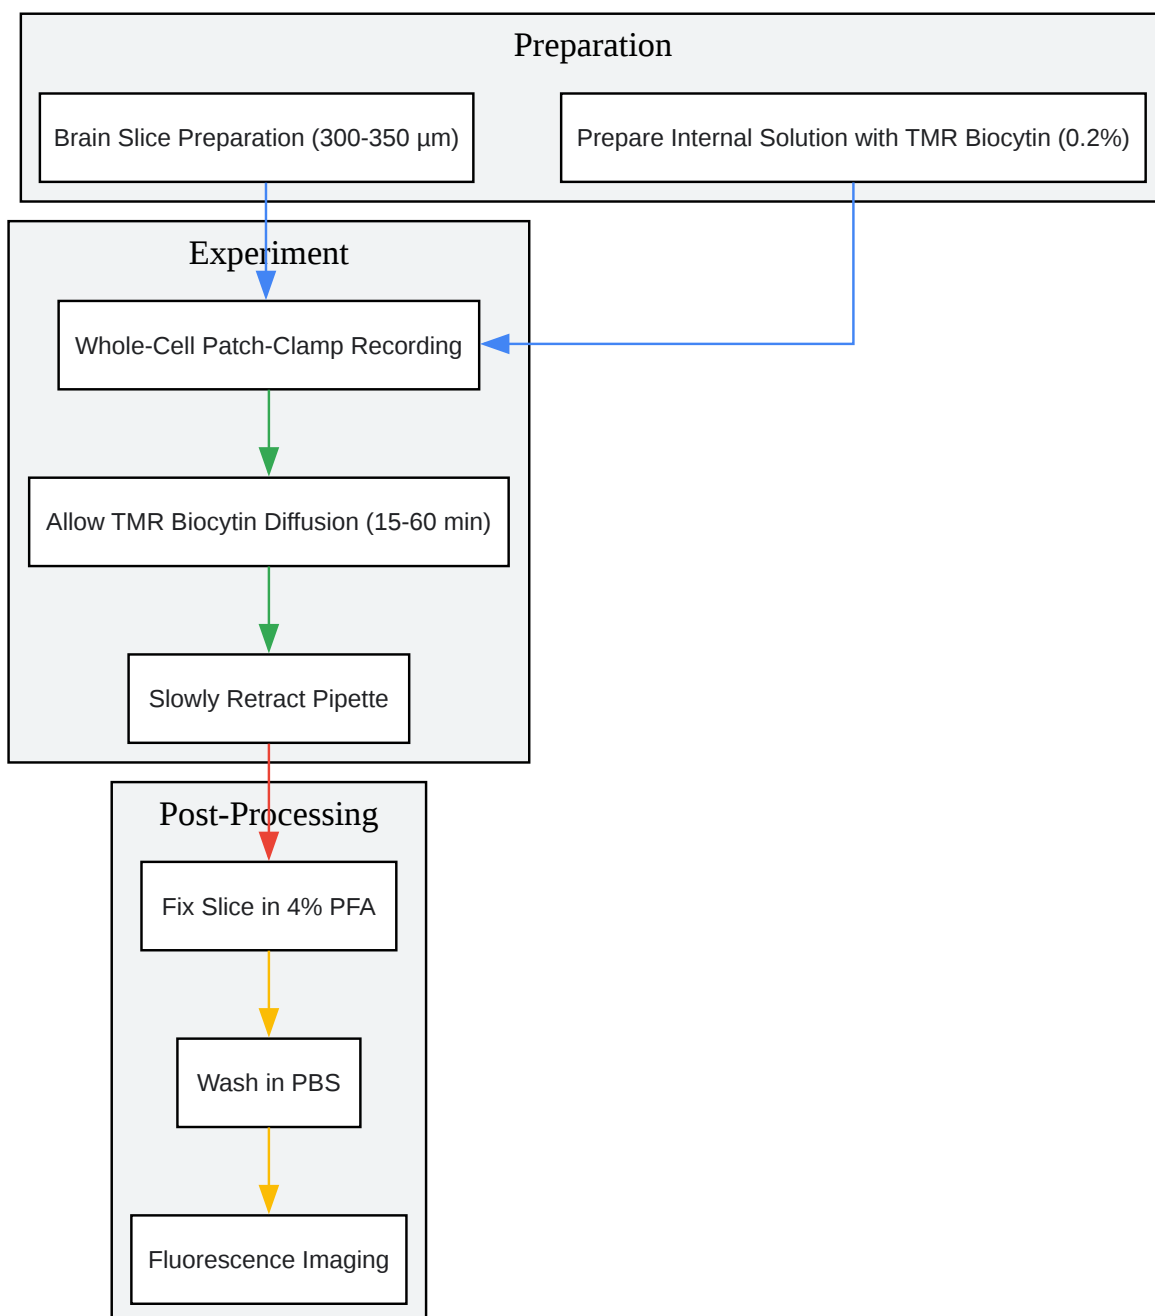 Preparation
Brain Slice Preparation (300-350 µm)
Prepare Internal Solution with TMR Biocytin (0.2%)
Experiment
Whole-Cell Patch-Clamp Recording
Allow TMR Biocytin Diffusion (15-60 min)
Slowly Retract Pipette
Post-Processing
Fix Slice in 4% PFA
Wash in PBS
Fluorescence Imaging